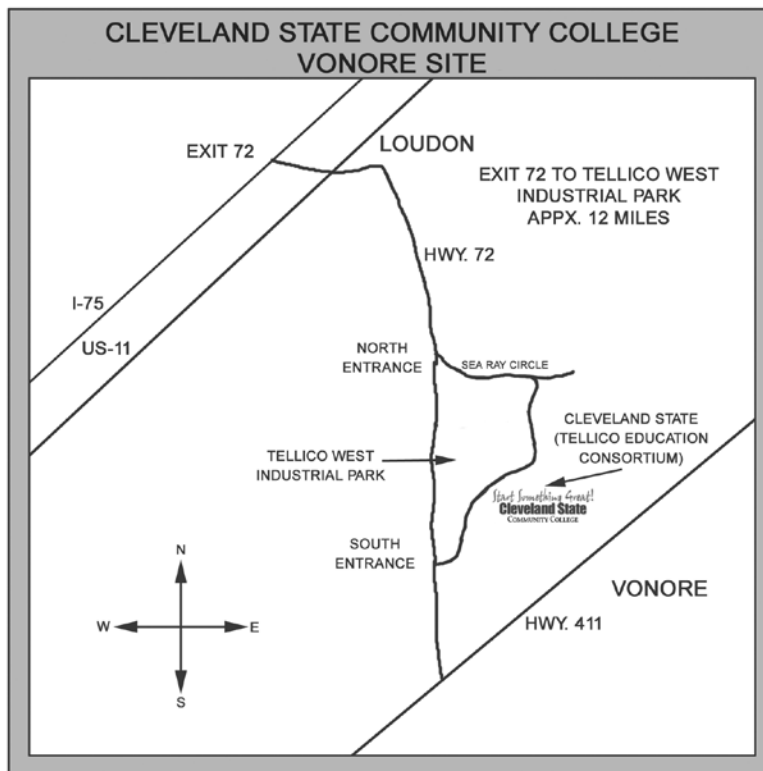 CLEVELAND STATE COMMUNITY COLLEGE
VONORE SITE
EXIT 72
LOUDON
EXIT 72 TO TELLICO WEST
INDUSTRIAL PARK
APPX. 12 MILES
HWY. 72
I-75
US-11
NORTH
ENTRANCE
SEA RAY CIRCLE
CLEVELAND STATE
(TELLICO EDUCATION
CONSORTIUM)
TELLICO WEST
INDUSTRIAL PARK
Start Something Great!
Cleveland State
COMMUNITY COLLEGE
SOUTH
ENTRANCE
VONORE
HWY. 411
N
W
E
S